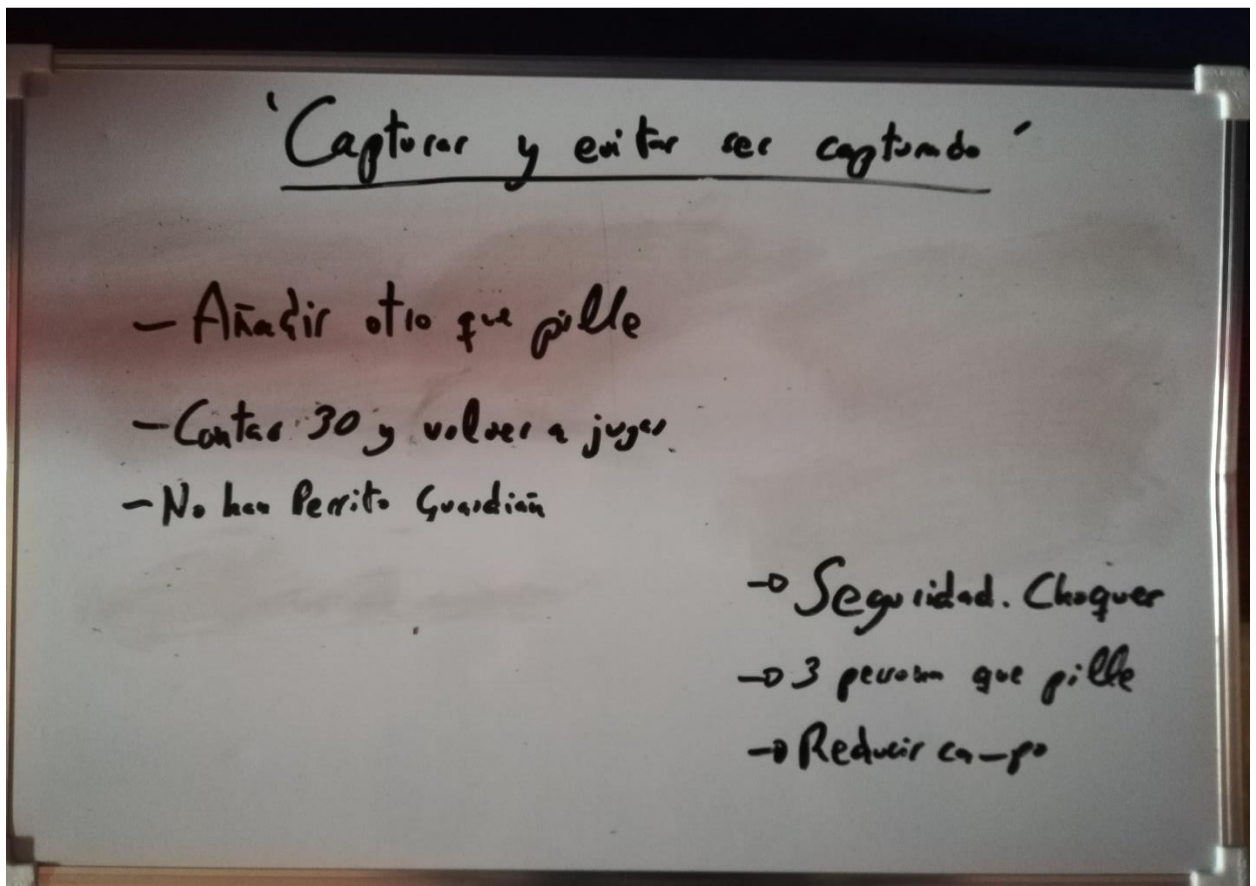 'Capturar y evitar ser capturado'
- Añadir otro que pille
- Contar 30 y volver a jugar.
- No han Perrito Guardián
→ Seguridad. Choques
→ 3 personas que pille
→ Reducir campo